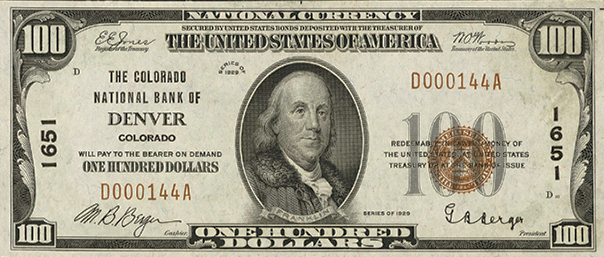 NATIONAL CURRENCY
SECURED BY UNITED STATES BONDS DEPOSITED WITH THE TREASURER OF
THE UNITED STATES OF AMERICA
100
100
E.E. Jones
Register of the Treasury
Treasurer of the United States
SERIES OF
1929
D
THE COLORADO
NATIONAL BANK OF
DENVER
COLORADO
WILL PAY TO THE BEARER ON DEMAND
ONE HUNDRED DOLLARS
D000144A
1651
D000144A
100
REDEEMABLE IN LAWFUL MONEY OF
THE UNITED STATES AT UNITED STATES
TREASURY OR AT THE BANK OF ISSUE
1651
D
FRANKLIN
SERIES OF 1929
M.B. Berger
Cashier
G B Berger
President
100
ONE HUNDRED
DOLLARS
100